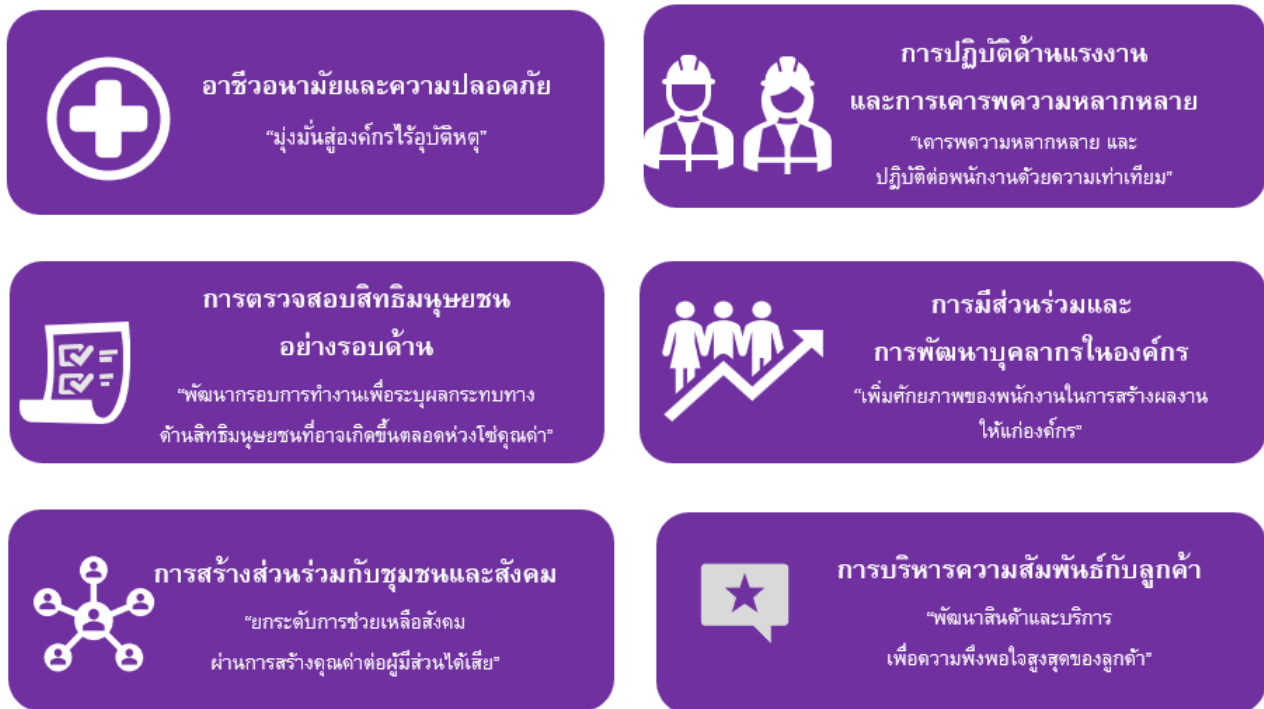 อาชีวอนามัยและความปลอดภัย
“มุ่งมั่นสู่องค์กรไร้อุบัติหตุ”
การปฏิบัติด้านแรงงาน
และการเคารพความหลากหลาย
“เคารพความหลากหลาย และ
ปฏิบัติต่อพนักงานด้วยความเท่าเทียม”
การตรวจสอบสิทธิมนุษยชน
อย่างรอบด้าน
“พัฒนากรอบการทำงานเพื่อระบุผลกระทบทาง
ด้านสิทธิมนุษยชนที่อาจเกิดขึ้นตลอดห่วงโซ่คุณค่า”
การมีส่วนร่วมและ
การพัฒนาบุคลากรในองค์กร
“เพิ่มศักยภาพของพนักงานในการสร้างผลงาน
ให้แก่องค์กร”
การสร้างส่วนร่วมกับชุมชนและสังคม
“ยกระดับการช่วยเหลือสังคม
ผ่านการสร้างคุณค่าต่อผู้มีส่วนได้เสีย”
การบริหารความสัมพันธ์กับลูกค้า
“พัฒนาสินค้าและบริการ
เพื่อความพึ่งพอใจสูงสุดของลูกค้า”